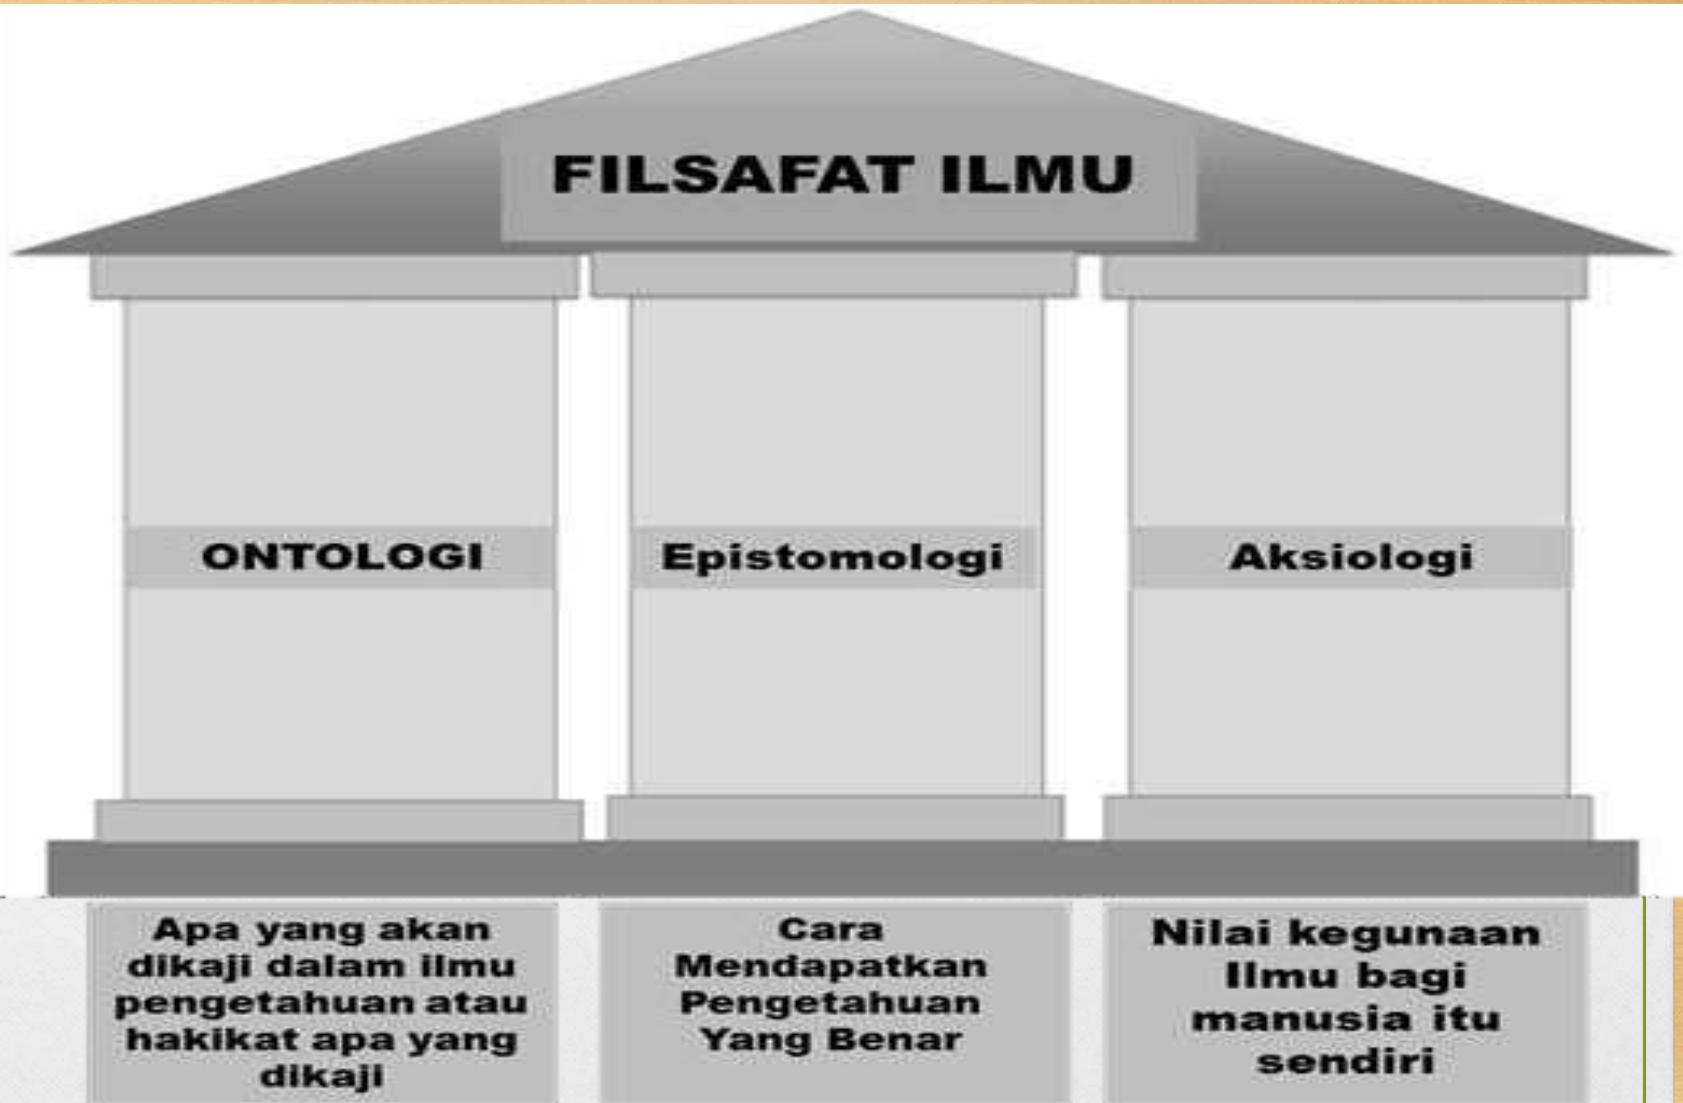 FILSAFAT ILMU
ONTOLOGI
Epistomologi
Aksiologi
Apa yang akan
dikaji dalam ilmu
pengetahuan atau
hakikat apa yang
dikaji
Cara
Mendapatkan
Pengetahuan
Yang Benar
Nilai kegunaan
Ilmu bagi
manusia itu
sendiri